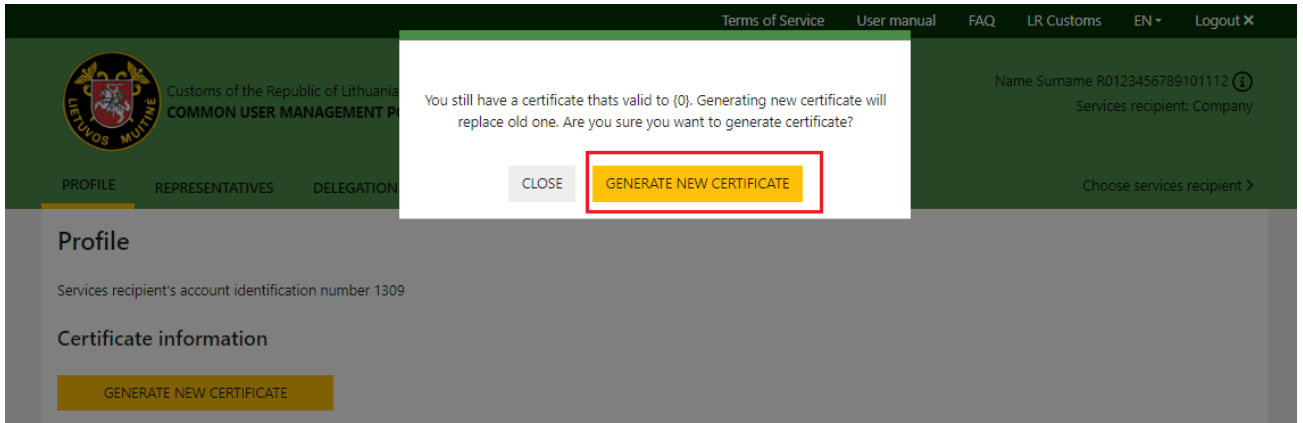 Terms of Service User manual FAQ LR Customs EN Logout
Name Surname R0123456789101112
Services recipient: Company
LIETUVOS MUITINĖ
Customs of the Republic of Lithuania
COMMON USER MANAGEMENT PO
You still have a certificate thats valid to {0}. Generating new certificate will
replace old one. Are you sure you want to generate certificate?
CLOSE GENERATE NEW CERTIFICATE
PROFILE REPRESENTATIVES DELEGATION Choose services recipient
Profile
Services recipient's account identification number 1309
Certificate information
GENERATE NEW CERTIFICATE